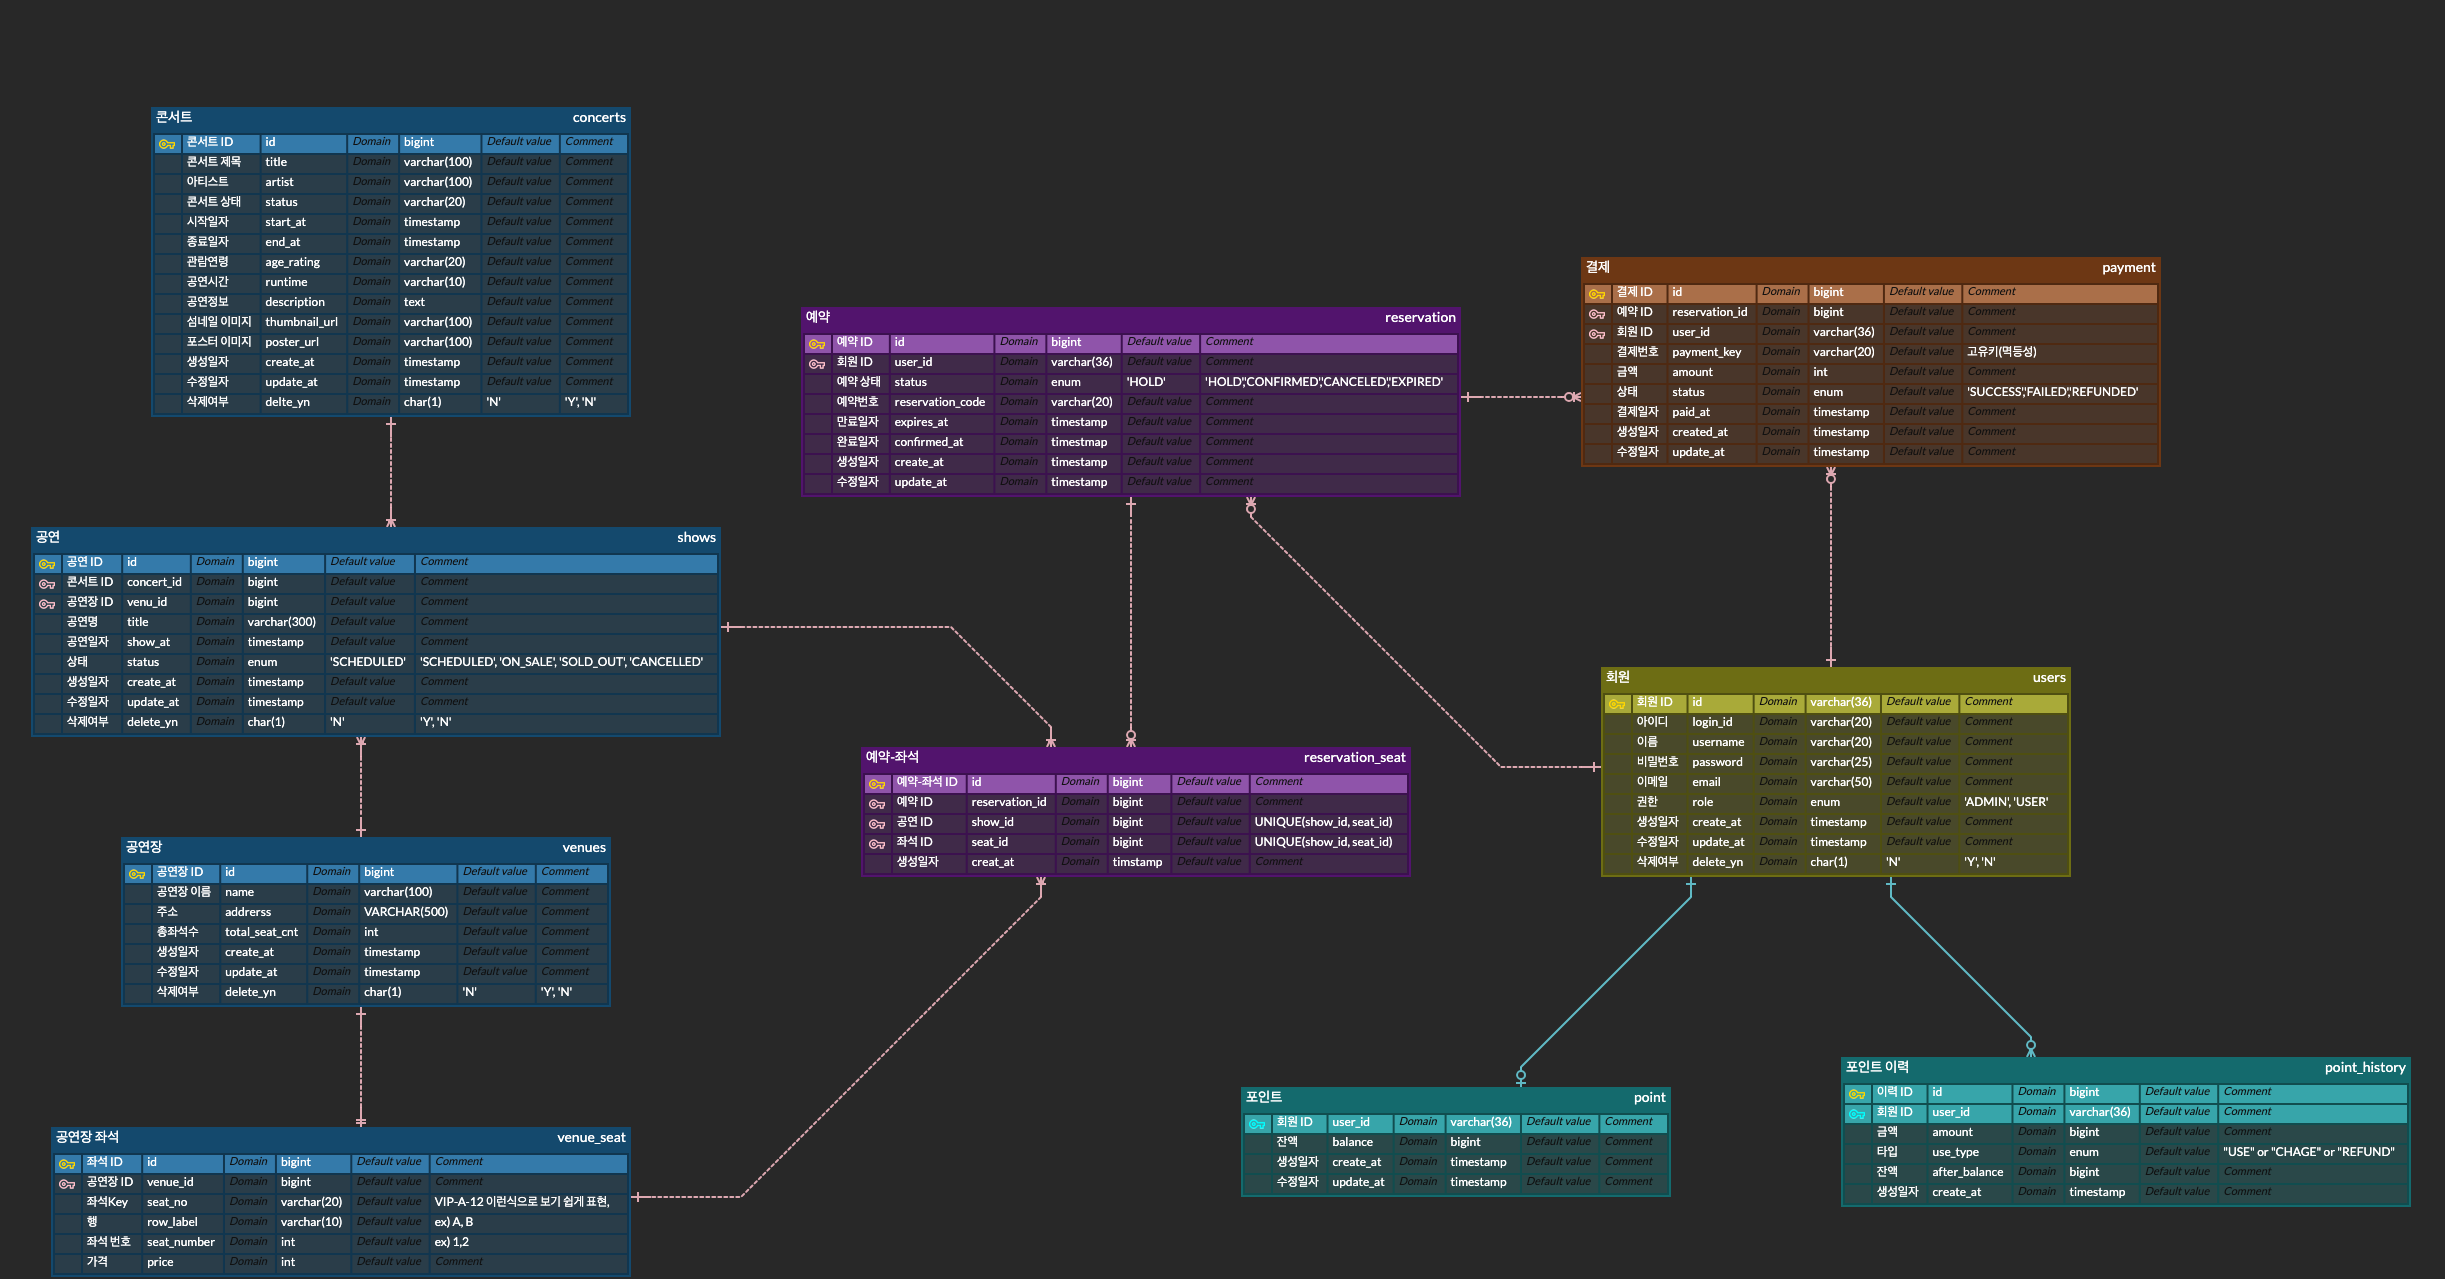 콘서트 concerts
콘서트 ID id Domain bigint Default value Comment
콘서트 제목 title Domain varchar(100) Default value Comment
아티스트 artist Domain varchar(100) Default value Comment
콘서트 상태 status Domain varchar(20) Default value Comment
시작일자 start_at Domain timestamp Default value Comment
종료일자 end_at Domain timestamp Default value Comment
관람연령 age_rating Domain varchar(20) Default value Comment
공연시간 runtime Domain varchar(10) Default value Comment
공연정보 description Domain text Default value Comment
섬네일 이미지 thumbnail_url Domain varchar(100) Default value Comment
포스터 이미지 poster_url Domain varchar(100) Default value Comment
생성일자 create_at Domain timestamp Default value Comment
수정일자 update_at Domain timestamp Default value Comment
삭제여부 delte_yn Domain char(1) 'N' 'Y', 'N'
결제 payment
결제 ID id Domain bigint Default value Comment
예약 ID reservation_id Domain bigint Default value Comment
회원 ID user_id Domain varchar(36) Default value Comment
결제번호 payment_key Domain varchar(20) Default value 고유키(멱등성)
금액 amount Domain int Default value Comment
상태 status Domain enum Default value 'SUCCESS','FAILED','REFUNDED'
결제일자 paid_at Domain timestamp Default value Comment
생성일자 created_at Domain timestamp Default value Comment
수정일자 update_at Domain timestamp Default value Comment
예약 reservation
예약 ID id Domain bigint Default value Comment
회원 ID user_id Domain varchar(36) Default value Comment
예약 상태 status Domain enum 'HOLD' 'HOLD','CONFIRMED','CANCELED','EXPIRED'
예약번호 reservation_code Domain varchar(20) Default value Comment
만료일자 expires_at Domain timestamp Default value Comment
완료일자 confirmed_at Domain timestmap Default value Comment
생성일자 create_at Domain timestamp Default value Comment
수정일자 update_at Domain timestamp Default value Comment
공연 shows
공연 ID id Domain bigint Default value Comment
콘서트 ID concert_id Domain bigint Default value Comment
공연장 ID venu_id Domain bigint Default value Comment
공연명 title Domain varchar(300) Default value Comment
공연일자 show_at Domain timestamp Default value Comment
상태 status Domain enum 'SCHEDULED' 'SCHEDULED', 'ON_SALE', 'SOLD_OUT', 'CANCELLED'
생성일자 create_at Domain timestamp Default value Comment
수정일자 update_at Domain timestamp Default value Comment
삭제여부 delete_yn Domain char(1) 'N' 'Y', 'N'
회원 users
회원 ID id Domain varchar(36) Default value Comment
아이디 login_id Domain varchar(20) Default value Comment
이름 username Domain varchar(20) Default value Comment
비밀번호 password Domain varchar(25) Default value Comment
이메일 email Domain varchar(50) Default value Comment
권한 role Domain enum Default value 'ADMIN', 'USER'
생성일자 create_at Domain timestamp Default value Comment
수정일자 update_at Domain timestamp Default value Comment
삭제여부 delete_yn Domain char(1) 'N' 'Y', 'N'
예약-좌석 reservation_seat
예약-좌석 ID id Domain bigint Default value Comment
예약 ID reservation_id Domain bigint Default value Comment
공연 ID show_id Domain bigint Default value UNIQUE(show_id, seat_id)
좌석 ID seat_id Domain bigint Default value UNIQUE(show_id, seat_id)
생성일자 creat_at Domain timstamp Default value Comment
공연장 venues
공연장 ID id Domain bigint Default value Comment
공연장 이름 name Domain varchar(100) Default value Comment
주소 addrerss Domain VARCHAR(500) Default value Comment
총좌석수 total_seat_cnt Domain int Default value Comment
생성일자 create_at Domain timestamp Default value Comment
수정일자 update_at Domain timestamp Default value Comment
삭제여부 delete_yn Domain char(1) 'N' 'Y', 'N'
포인트 point
회원 ID user_id Domain varchar(36) Default value Comment
잔액 balance Domain bigint Default value Comment
생성일자 create_at Domain timestamp Default value Comment
수정일자 update_at Domain timestamp Default value Comment
포인트 이력 point_history
이력 ID id Domain bigint Default value Comment
회원 ID user_id Domain varchar(36) Default value Comment
금액 amount Domain bigint Default value Comment
타입 use_type Domain enum Default value "USE" or "CHAGE" or "REFUND"
잔액 after_balance Domain bigint Default value Comment
생성일자 create_at Domain timestamp Default value Comment
공연장 좌석 venue_seat
좌석 ID id Domain bigint Default value Comment
공연장 ID venue_id Domain bigint Default value Comment
좌석Key seat_no Domain varchar(20) Default value VIP-A-12 이런식으로 보기 쉽게 표현,
행 row_label Domain varchar(10) Default value ex) A, B
좌석 번호 seat_number Domain int Default value ex) 1,2
가격 price Domain int Default value Comment